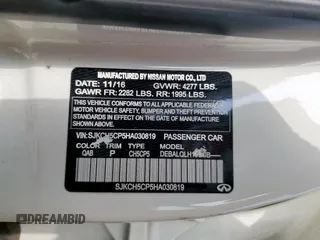 MANUFACTURED BY NISSAN MOTOR CO., LTD
DATE: 11/16 GVWR: 4277 LBS.
GAWR FR: 2282 LBS. RR: 1995 LBS.
THIS VEHICLE CONFORMS TO ALL APPLICABLE
FEDERAL MOTOR VEHICLE SAFETY, BUMPER,
AND THEFT PREVENTION STANDARDS IN EFFECT
ON THE DATE OF MANUFACTURE SHOWN ABOVE.
VIN: SJKCH5CP5HA030819 PASSENGER CAR
COLOR TRIM TYPE MODEL
QAB P CH5CP5
SJKCH5CP5HA030819
INFINITI
DREAMBID